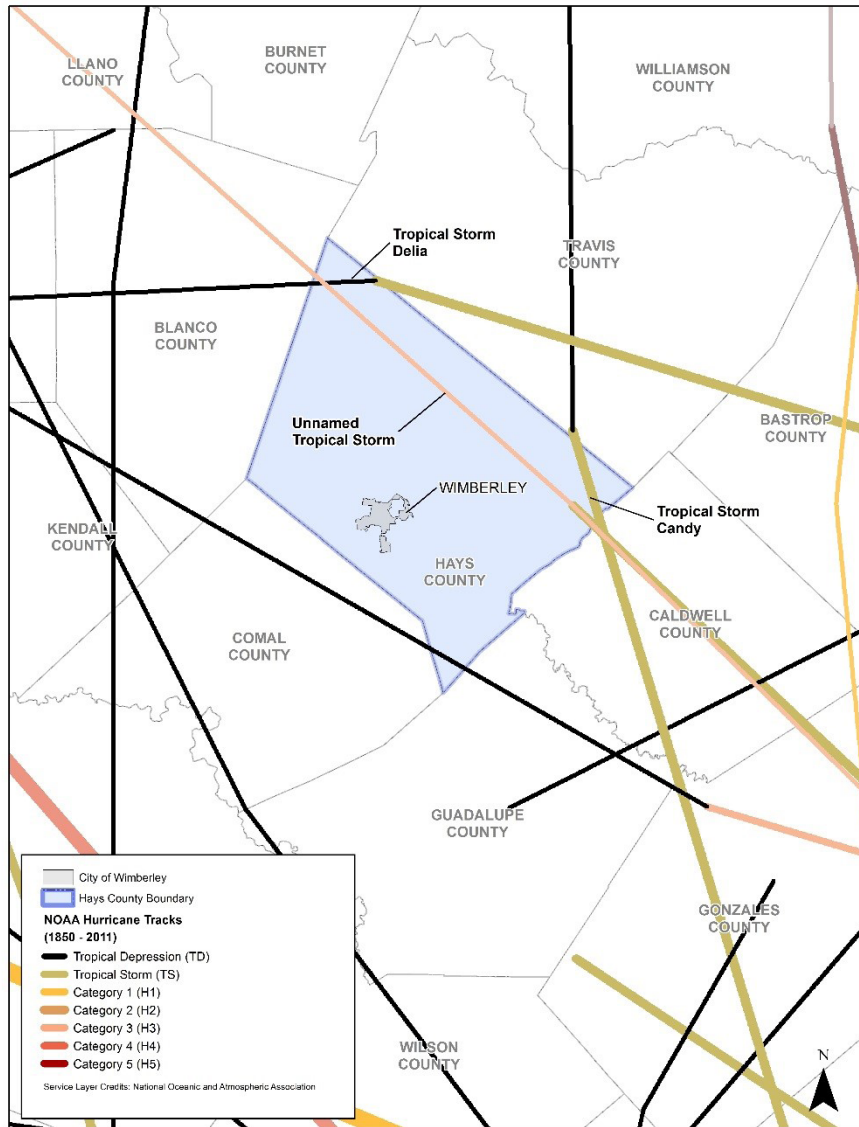 LLANO
COUNTY
BURNET
COUNTY
WILLIAMSON
COUNTY
Tropical Storm
Delia
TRAVIS
COUNTY
BLANCO
COUNTY
Unnamed
Tropical Storm
BASTROP
COUNTY
WIMBERLEY
KENDALL
COUNTY
Tropical Storm
Candy
HAYS
COUNTY
CALDWELL
COUNTY
COMAL
COUNTY
GUADALUPE
COUNTY
GONZALES
COUNTY
WILSON
COUNTY
City of Wimberley
Hays County Boundary
NOAA Hurricane Tracks
(1850 - 2011)
Tropical Depression (TD)
Tropical Storm (TS)
Category 1 (H1)
Category 2 (H2)
Category 3 (H3)
Category 4 (H4)
Category 5 (H5)
Service Layer Credits: National Oceanic and Atmospheric Association
N